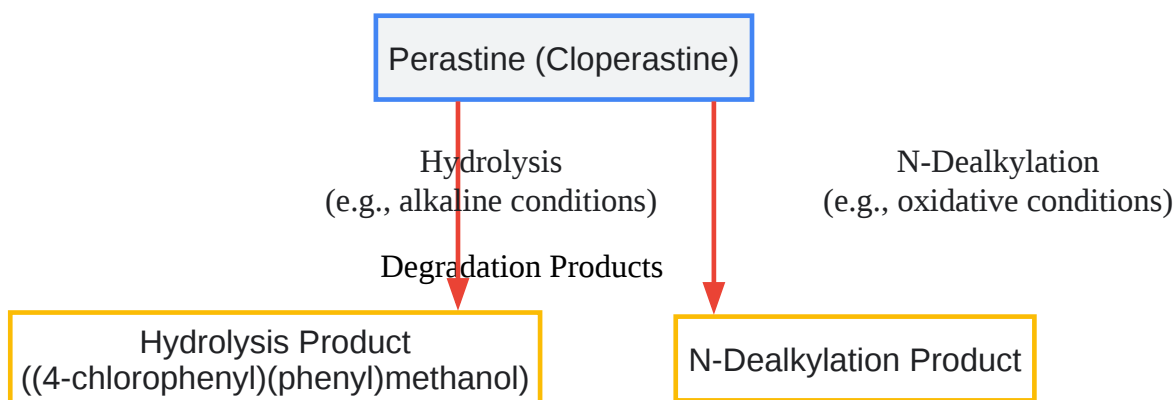 Perastine (Cloperastine)
Hydrolysis
(e.g., alkaline conditions)
N-Dealkylation
(e.g., oxidative conditions)
Degradation Products
Hydrolysis Product
((4-chlorophenyl)(phenyl)methanol)
N-Dealkylation Product